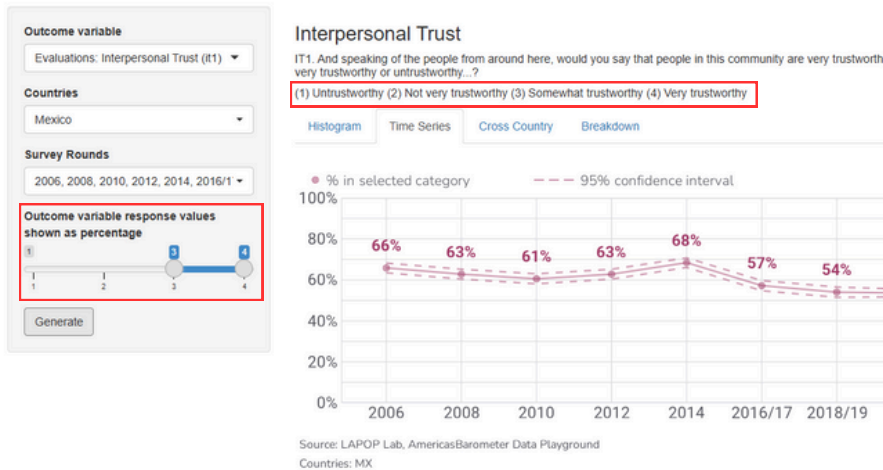 Outcome variable
Evaluations: Interpersonal Trust (it1)
Countries
Mexico
Survey Rounds
2006, 2008, 2010, 2012, 2014, 2016/1
Outcome variable response values
shown as percentage
1 3 4
1 2 3 4
Generate
Interpersonal Trust
IT1. And speaking of the people from around here, would you say that people in this community are very trustworth
very trustworthy or untrustworthy...?
(1) Untrustworthy (2) Not very trustworthy (3) Somewhat trustworthy (4) Very trustworthy
Histogram Time Series Cross Country Breakdown
% in selected category 95% confidence interval
100%
80%
60%
40%
20%
0%
66% 63% 61% 63% 68% 57% 54%
2006 2008 2010 2012 2014 2016/17 2018/19
Source: LAPOP Lab, AmericasBarometer Data Playground
Countries: MX